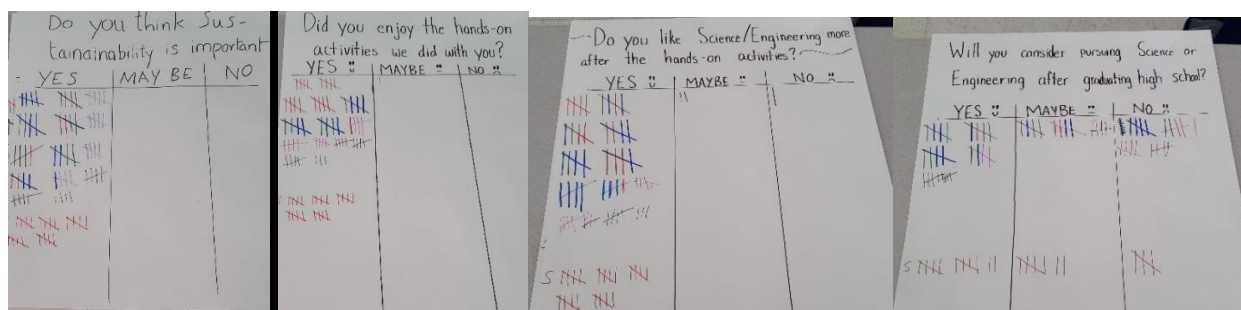 Do you think Sus-
tainainability is important
YES MAY BE NO
Did you enjoy the hands-on
activities we did with you?
YES MAYBE NO
Do you like Science/Engineering more
after the hands-on activities?
YES MAYBE NO
S
Will you consider pursuing Science or
Engineering after graduating high school?
YES MAYBE NO
S